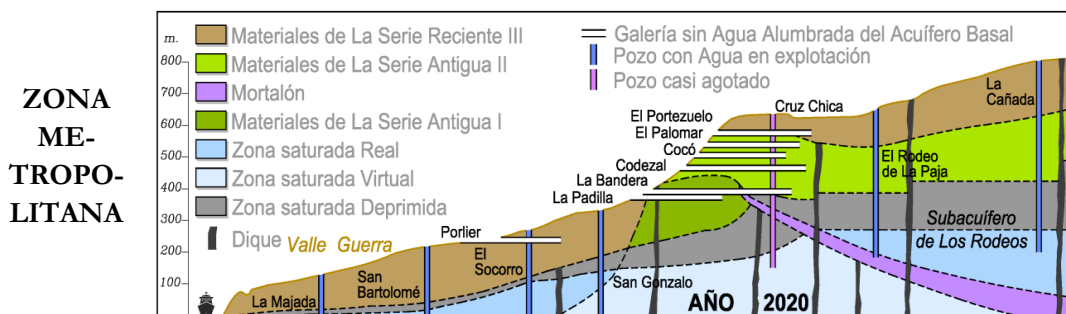 ZONA
ME-
TROPO-
LITANA
m.
800
700
600
500
400
300
200
100
Materiales de La Serie Reciente III
Materiales de La Serie Antigua II
Mortalón
Materiales de La Serie Antigua I
Zona saturada Real
Zona saturada Virtual
Zona saturada Deprimida
Dique
Galería sin Agua Alumbrada del Acuífero Basal
Pozo con Agua en explotación
Pozo casi agotado
Valle Guerra
La Majada
San
Bartolomé
Porlier
El
Socorro
San Gonzalo
La Padilla
La Bandera
Codezal
Cocó
El Palomar
El Portezuelo
Cruz Chica
El Rodeo
de La Paja
La
Cañada
Subacuífero
de Los Rodeos
AÑO 2020